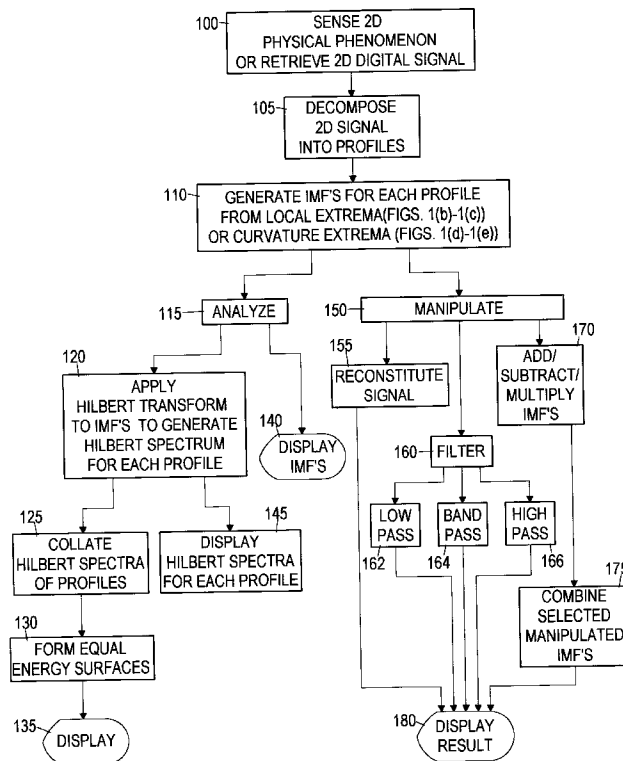 100
SENSE 2D
PHYSICAL PHENOMENON
OR RETRIEVE 2D DIGITAL SIGNAL
105
DECOMPOSE
2D SIGNAL
INTO PROFILES
110
GENERATE IMF'S FOR EACH PROFILE
FROM LOCAL EXTREMA(FIGS. 1(b)-1(c))
OR CURVATURE EXTREMA (FIGS. 1(d)-1(e))
115
ANALYZE
150
MANIPULATE
120
APPLY
HILBERT TRANSFORM
TO IMF'S TO GENERATE
HILBERT SPECTRUM
FOR EACH PROFILE
140
DISPLAY
IMF'S
155
RECONSTITUTE
SIGNAL
170
ADD/
SUBTRACT/
MULTIPLY
IMF'S
160
FILTER
125
COLLATE
HILBERT SPECTRA
OF PROFILES
145
DISPLAY
HILBERT SPECTRA
FOR EACH PROFILE
LOW
PASS
162
BAND
PASS
164
HIGH
PASS
166
175
COMBINE
SELECTED
MANIPULATED
IMF'S
130
FORM EQUAL
ENERGY SURFACES
135
DISPLAY
180
DISPLAY
RESULT